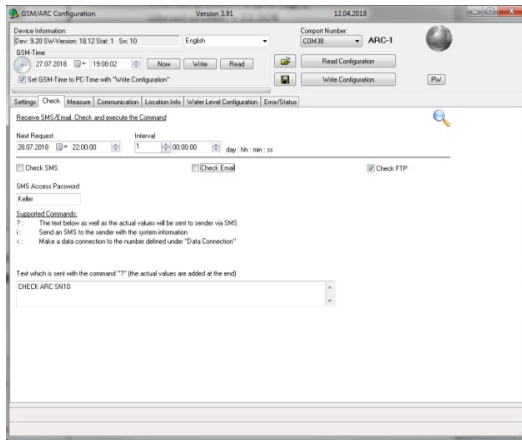 GSM/ARC Configuration Version 3.91 12.04.2018
Device Information: Comport Number:
Dev: 9.20 SW-Version: 18.12 Stat: 1 Sn: 10 English COM38 ARC-1
GSM-Time
27.07.2018 19:08:02 Now Write Read Read Configuration
Set GSM-Time to PC-Time with "Write Configuration" Write Configuration PW
Settings Check Measure Communication Location Info Water Level Configuration Error/Status
Receive SMS/Email, Check and execute the Command
Next Request Interval
28.07.2018 22:00:00 1 00:00:00 day : hh : min : ss
Check SMS Check Email Check FTP
SMS Access Password
Keller
Supported Commands:
? : The text below as well as the actual values will be sent to sender via SMS
i : Send an SMS to the sender with the system information
< : Make a data connection to the number defined under "Data Connection"
Text which is sent with the command "?" (the actual values are added at the end)
CHECK ARC SN10